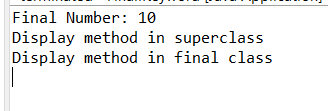 Final Number: 10
Display method in superclass
Display method in final class